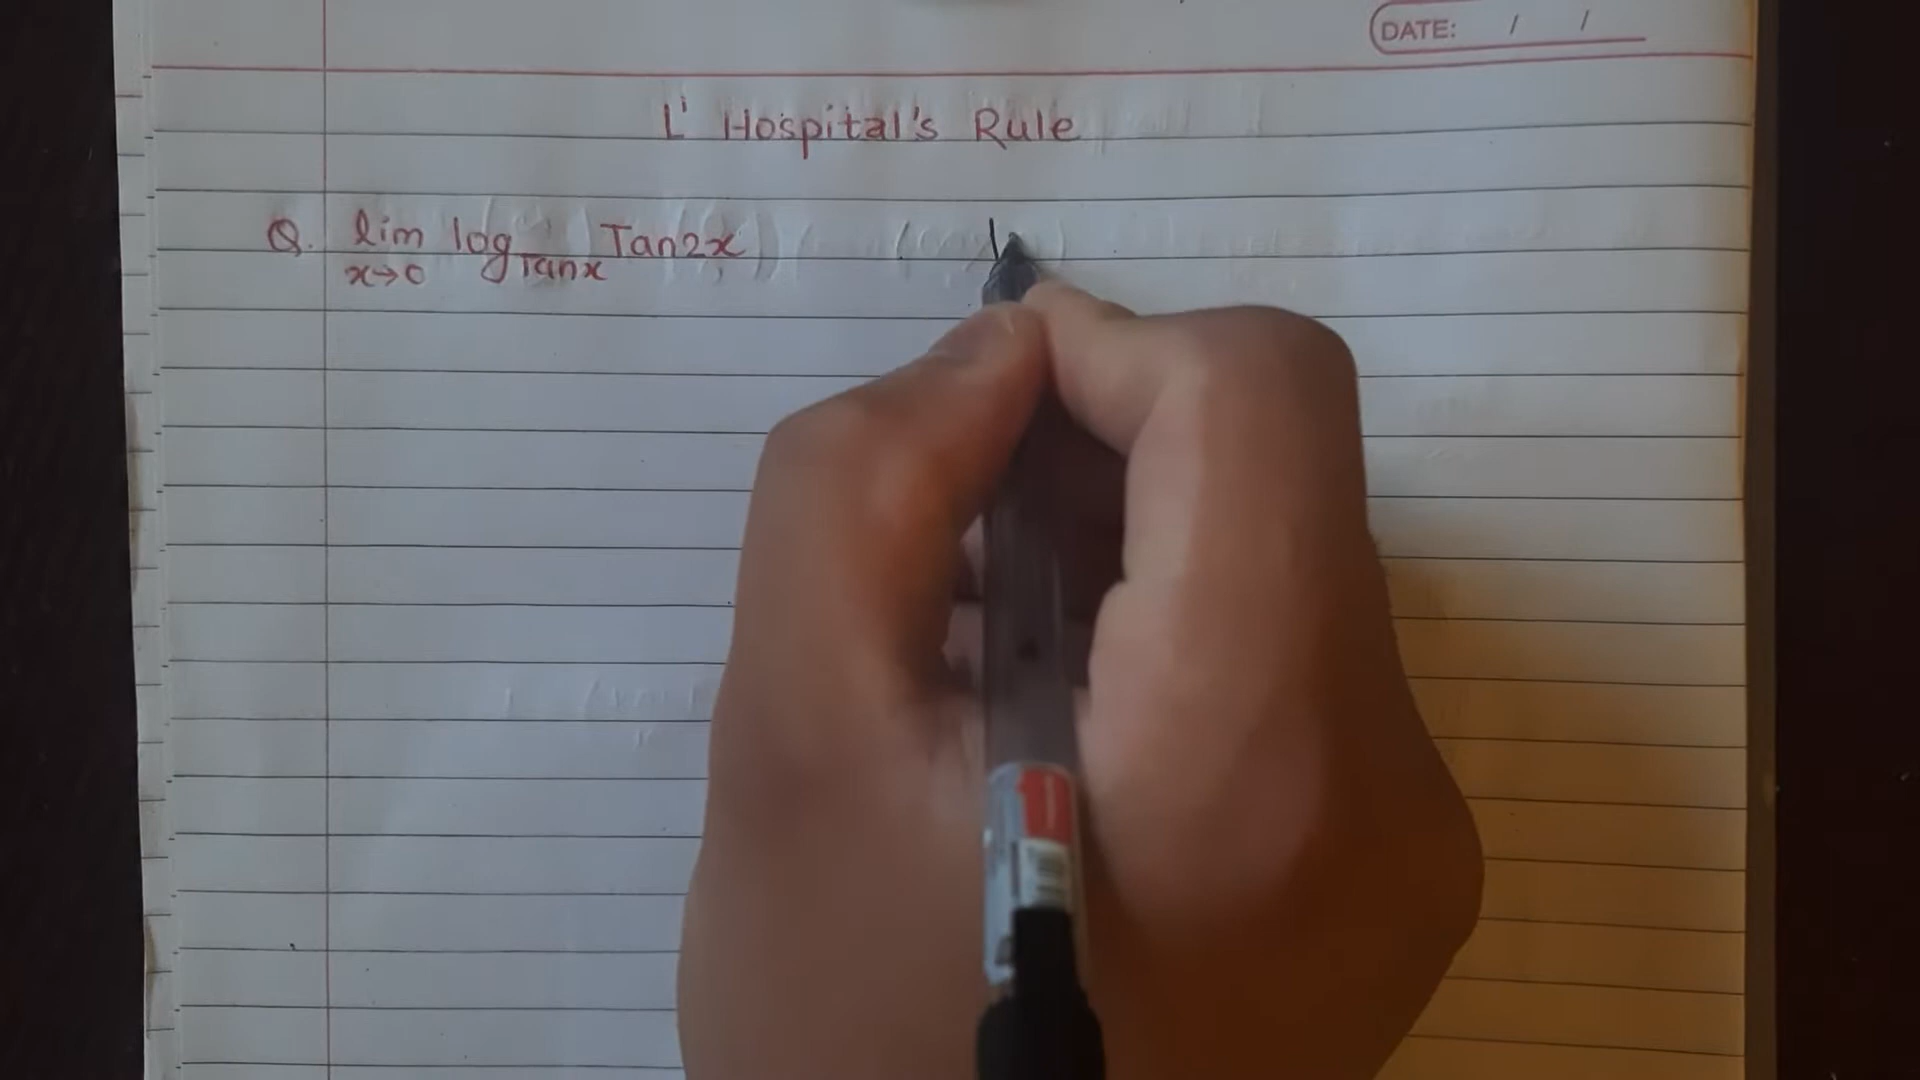 DATE: / /
L' Hospital's Rule
Q. lim log Tan2x
x→0 Tanx